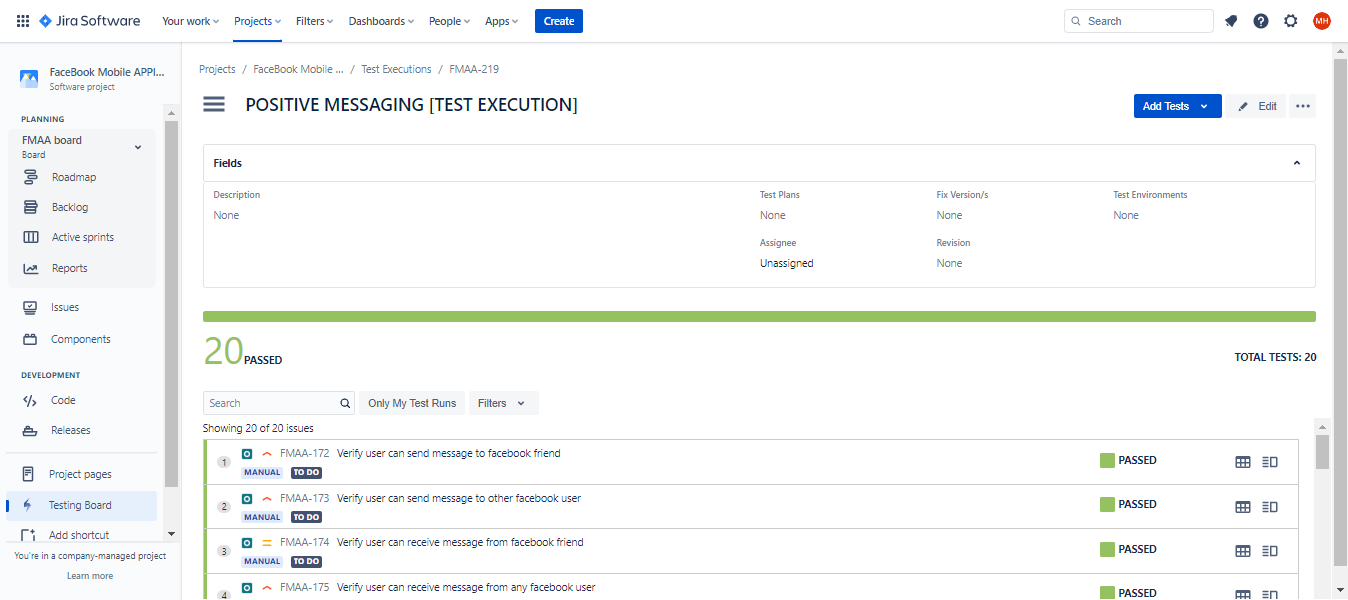 Jira Software Your work Projects Filters Dashboards People Apps Create Search MH
FaceBook Mobile APPl...
Software project
PLANNING
FMAA board
Board
Roadmap
Backlog
Active sprints
Reports
Issues
Components
DEVELOPMENT
Code
Releases
Project pages
Testing Board
Add shortcut
You're in a company-managed project
Learn more
Projects / FaceBook Mobile ... / Test Executions / FMAA-219
POSITIVE MESSAGING [TEST EXECUTION]
Add Tests Edit
Fields
Description Test Plans Fix Version/s Test Environments
None None None None
Assignee Revision
Unassigned None
20 PASSED TOTAL TESTS: 20
Search Only My Test Runs Filters
Showing 20 of 20 issues
1 FMAA-172 Verify user can send message to facebook friend PASSED
MANUAL TO DO
2 FMAA-173 Verify user can send message to other facebook user PASSED
MANUAL TO DO
3 FMAA-174 Verify user can receive message from facebook friend PASSED
MANUAL TO DO
4 FMAA-175 Verify user can receive message from any facebook user PASSED